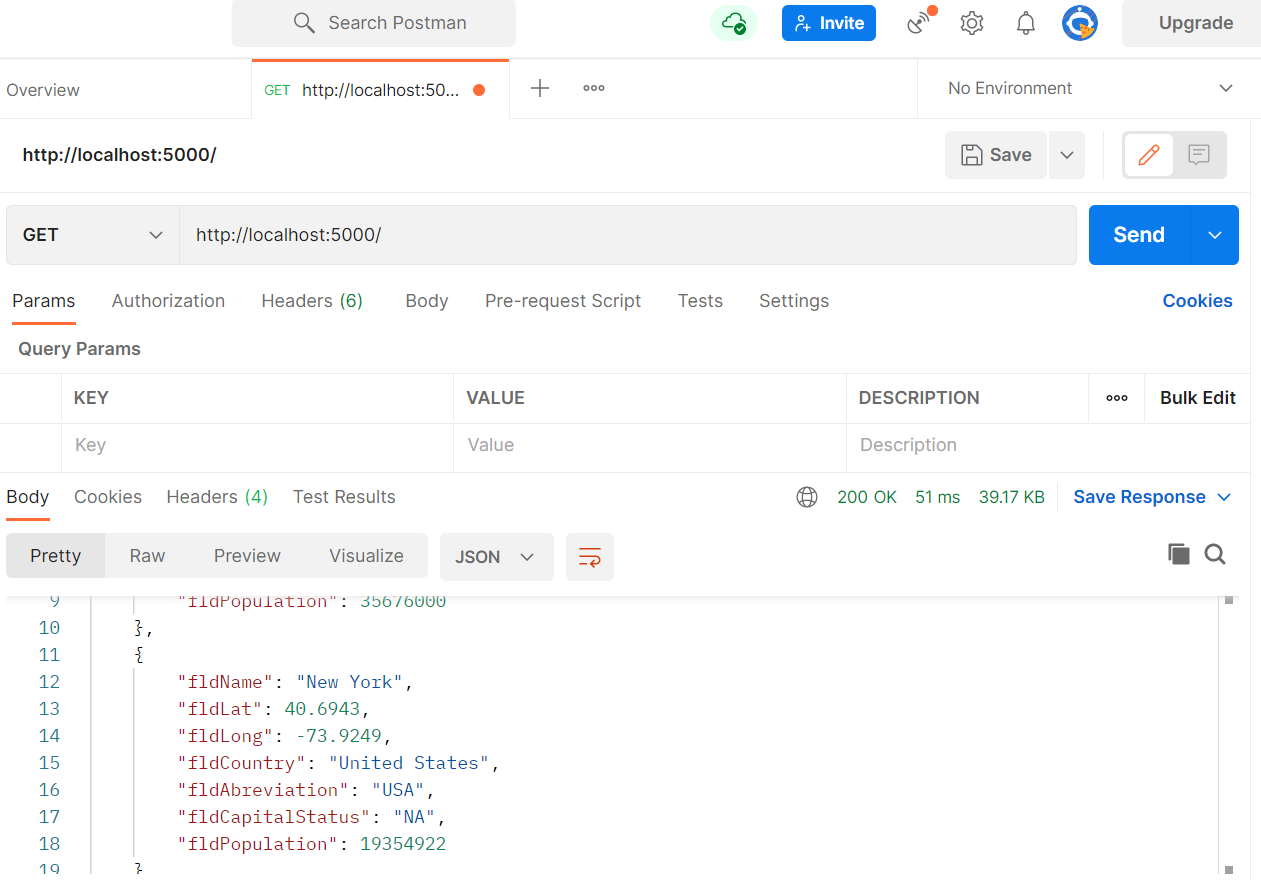 Search Postman Invite Upgrade
Overview GET http://localhost:50... No Environment
http://localhost:5000/ Save
GET http://localhost:5000/ Send
Params Authorization Headers (6) Body Pre-request Script Tests Settings Cookies
Query Params
KEY VALUE DESCRIPTION Bulk Edit
Key Value Description
Body Cookies Headers (4) Test Results 200 OK 51 ms 39.17 KB Save Response
Pretty Raw Preview Visualize JSON
9 "fldPopulation": 35676000
10 },
11 {
12 "fldName": "New York",
13 "fldLat": 40.6943,
14 "fldLong": -73.9249,
15 "fldCountry": "United States",
16 "fldAbreviation": "USA",
17 "fldCapitalStatus": "NA",
18 "fldPopulation": 19354922
19 }